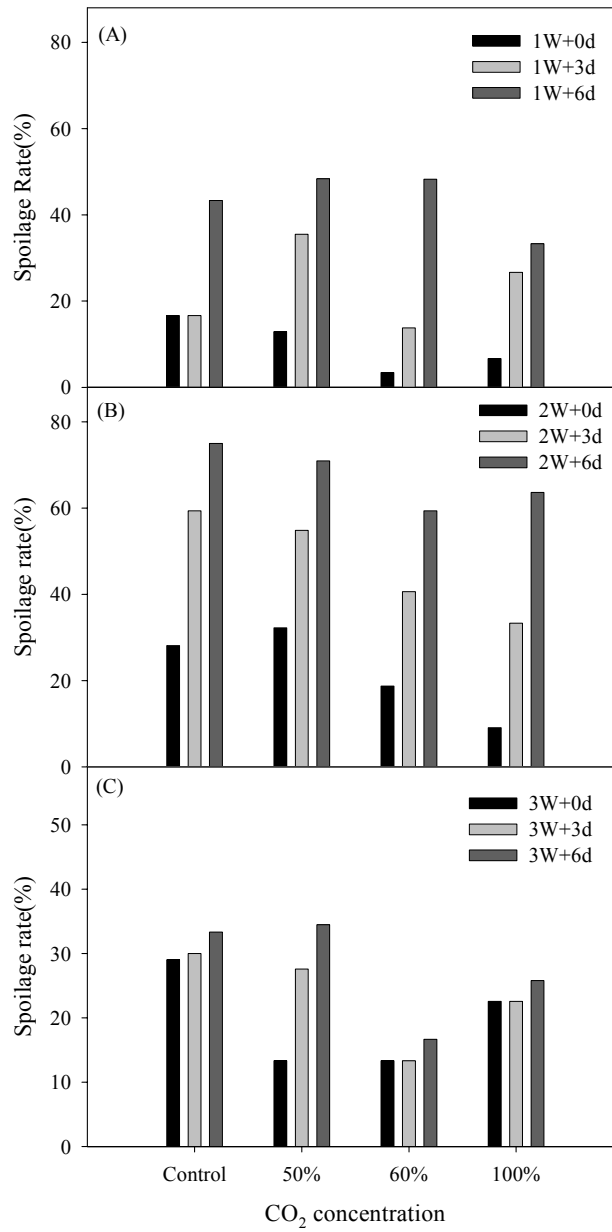 (A)
1W+0d
1W+3d
1W+6d
80
60
40
20
0
Spoilage Rate(%)
(B)
2W+0d
2W+3d
2W+6d
80
60
40
20
0
Spoilage rate(%)
(C)
3W+0d
3W+3d
3W+6d
50
40
30
20
10
0
Spoilage rate(%)
Control 50% 60% 100%
CO₂ concentration